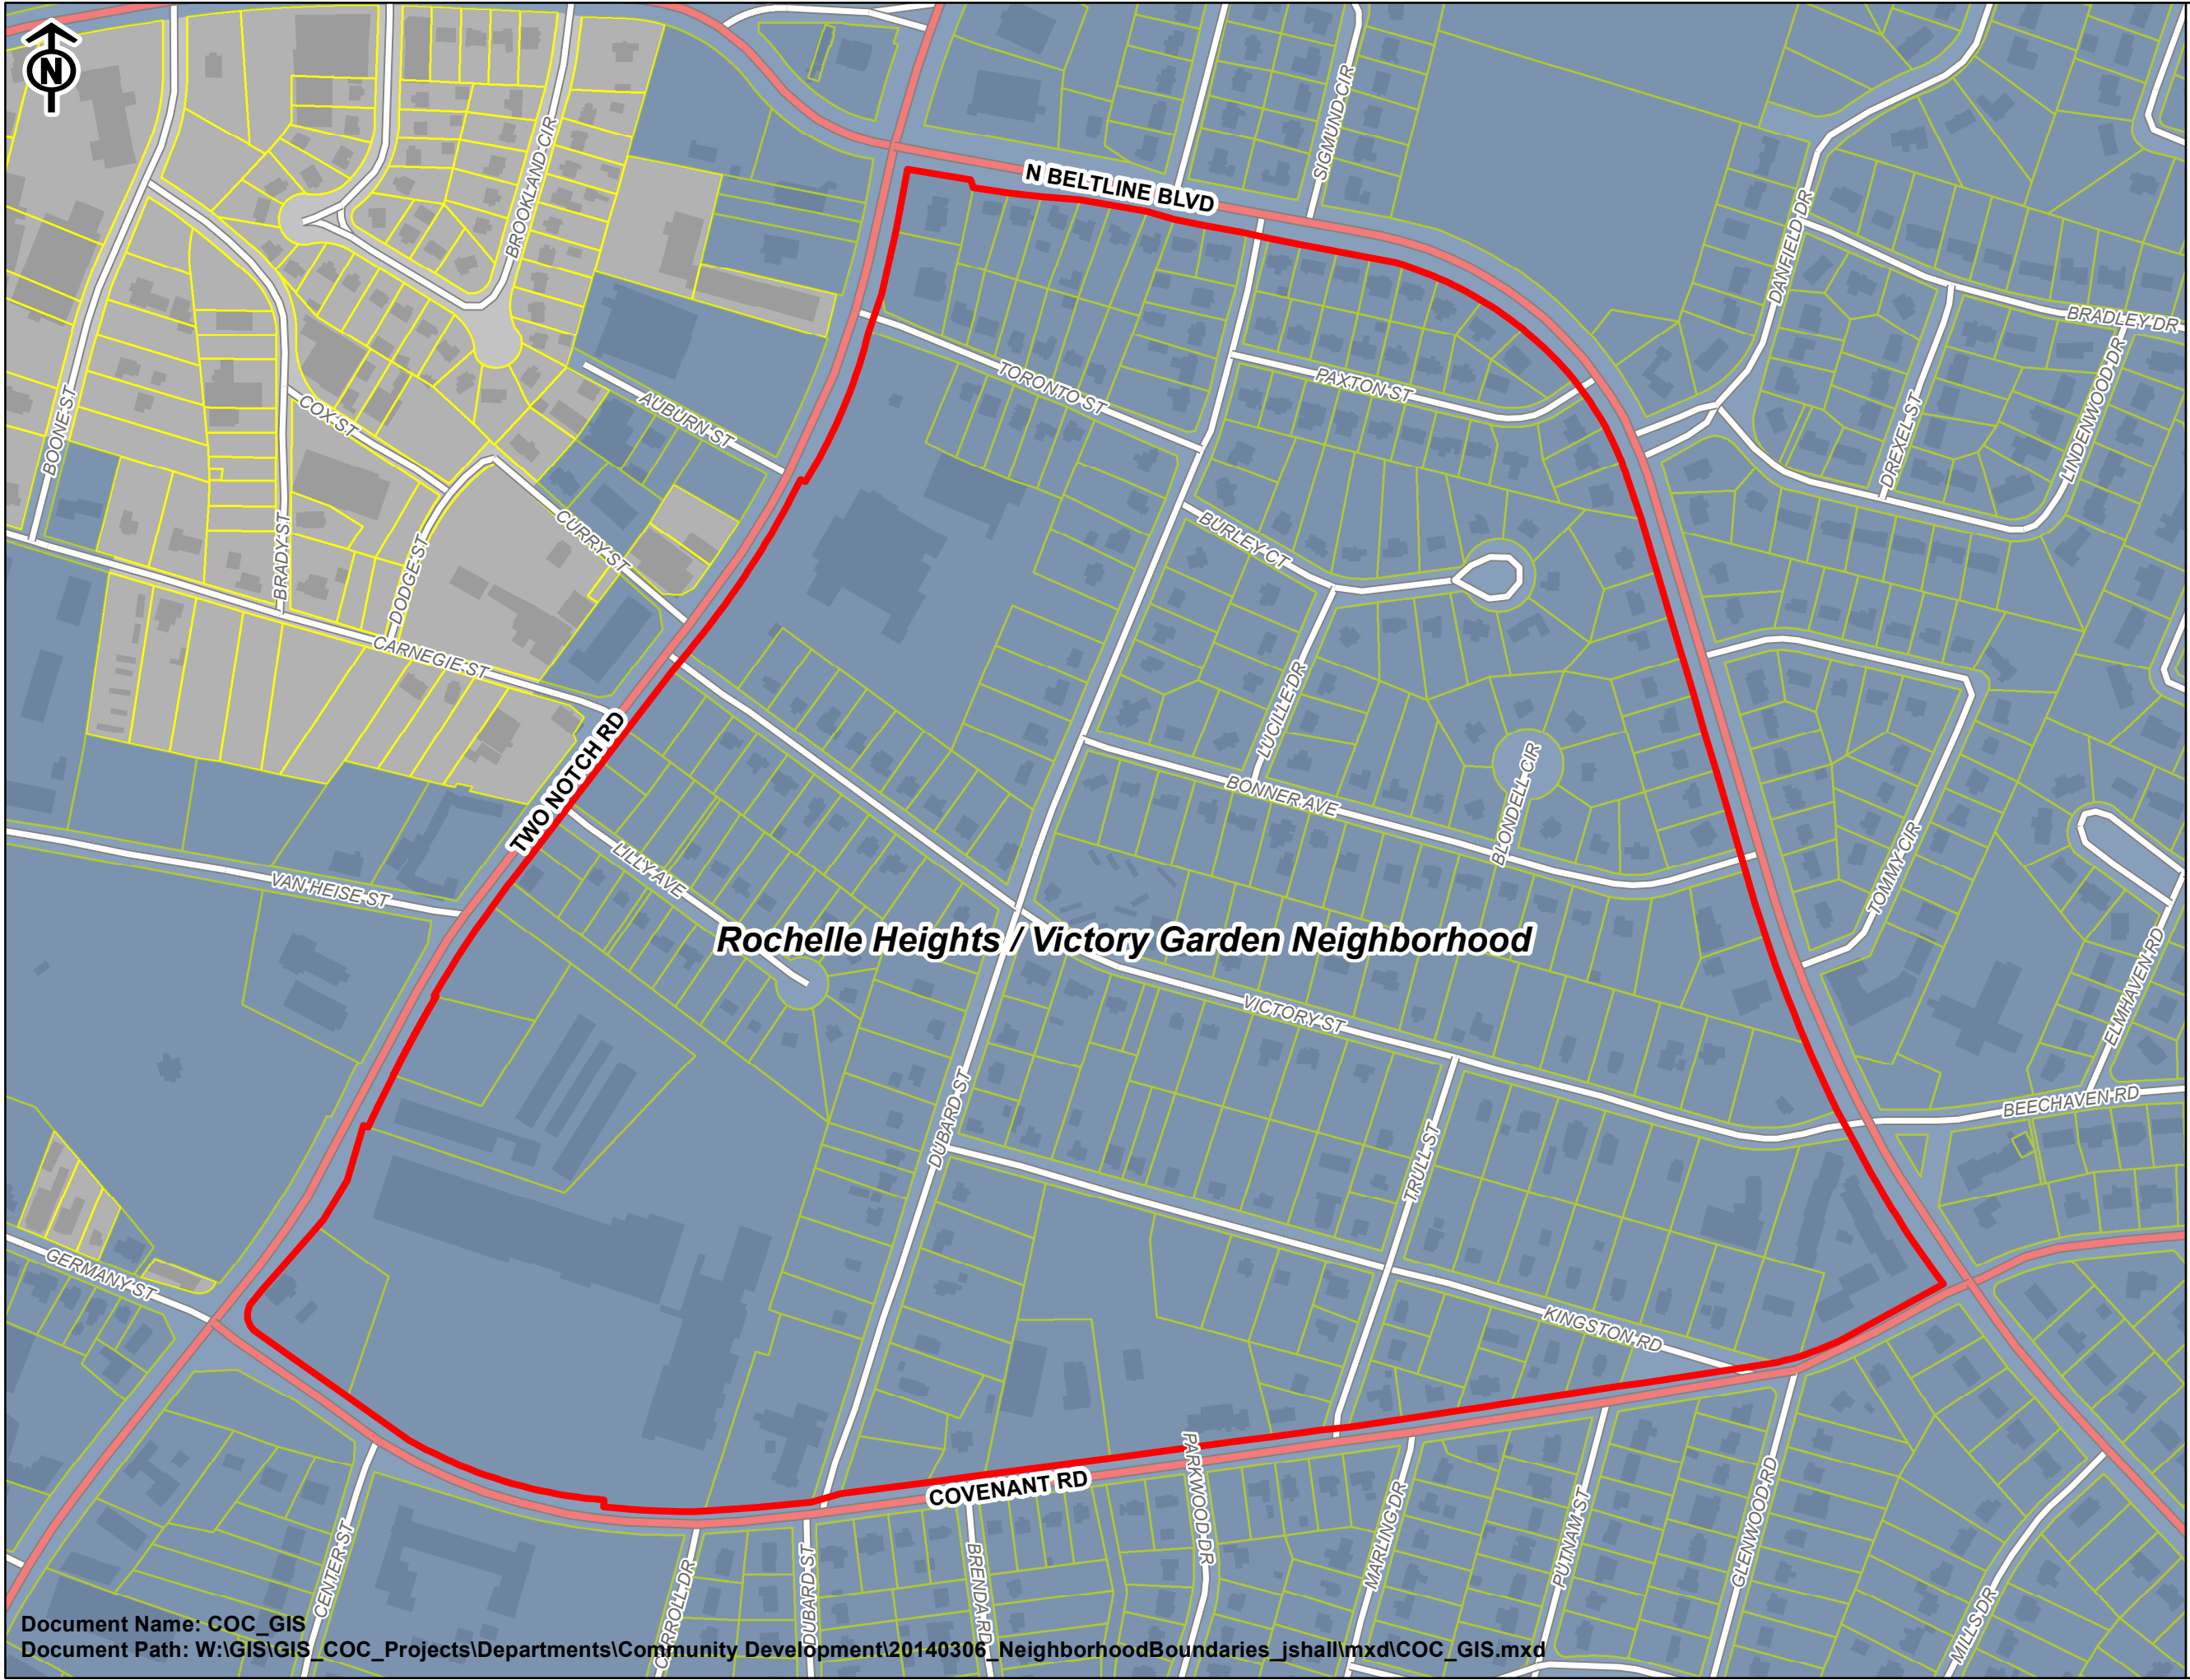 N
N BELTLINE BLVD
SIGMUND CIR
BROOKLAND CIR
DANFIELD DR
BRADLEY DR
TORONTO ST
PAXTON ST
LINDENWOOD DR
DREXEL ST
AUBURN ST
COX ST
BOONE ST
BRADY ST
CURRY ST
DODGE ST
BURLEY CT
CARNEGIE ST
LUCILLE DR
TWO NOTCH RD
BONNER AVE
BLONDELL CIR
TOMMY CIR
LILLY AVE
VAN HEISE ST
Rochelle Heights / Victory Garden Neighborhood
ELMHAVEN RD
VICTORY ST
BEECHAVEN RD
DUBARD ST
TRULL ST
GERMANY ST
KINGSTON RD
COVENANT RD
PARKWOOD DR
MARLING DR
PUTNAM ST
GLENWOOD RD
CENTER ST
CARROLL DR
DUBARD ST
BRENDA RD
MILLS DR
Document Name: COC_GIS
Document Path: W:\GIS\GIS_COC_Projects\Departments\Community Development\20140306_NeighborhoodBoundaries_jshall\mxd\COC_GIS.mxd